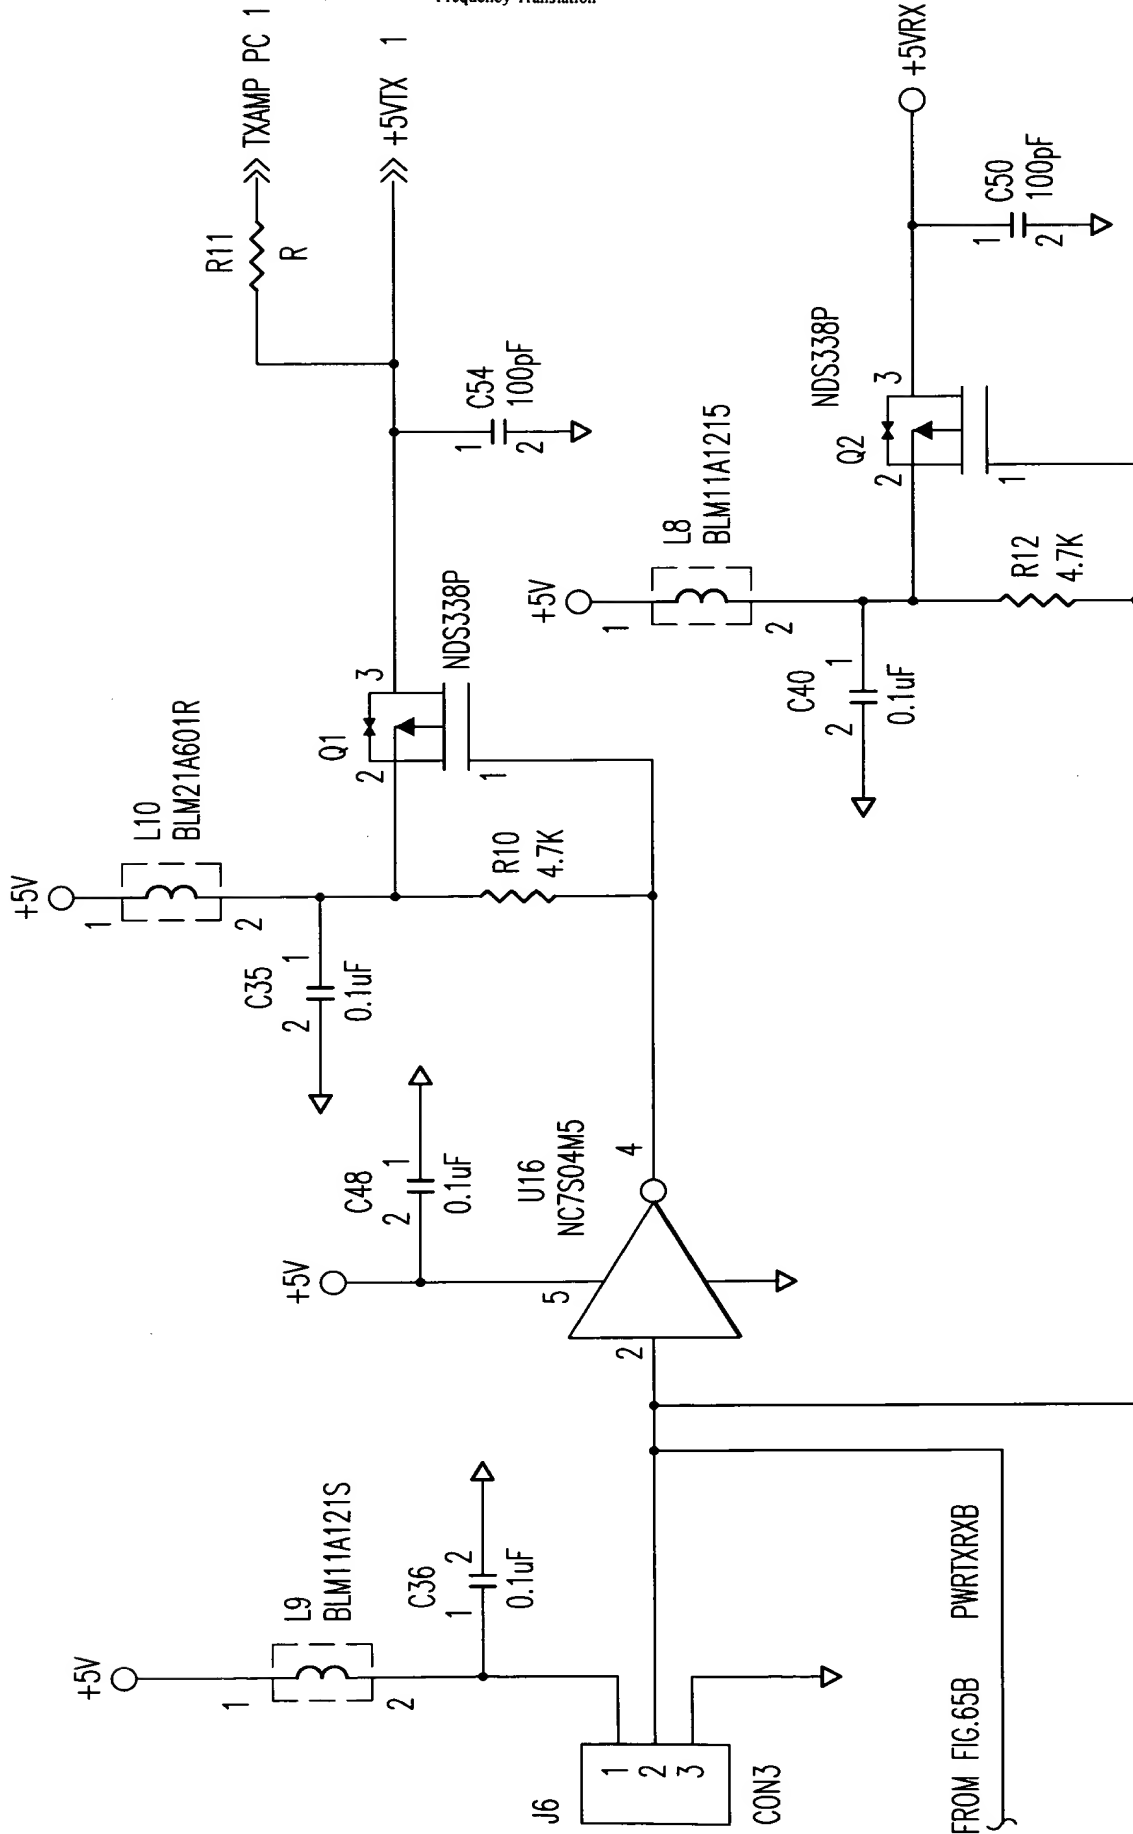 Frequency Translation
R11
R
TXAMP PC 1
+5VTX 1
C54
100pF
1
2
+5V
L10
BLM21A601R
1
2
C35
0.1uF
1
2
Q1
NDS338P
2
3
1
R10
4.7K
+5V
L8
BLM11A1215
1
2
C40
0.1uF
1
2
Q2
NDS338P
2
3
1
R12
4.7K
C50
100pF
1
2
+5VRX
+5V
C48
0.1uF
2
1
U16
NC7S04M5
5
2
4
+5V
L9
BLM11A121S
1
2
C36
0.1uF
1
2
J6
1
2
3
CON3
FROM FIG.65B PWRTXRXB